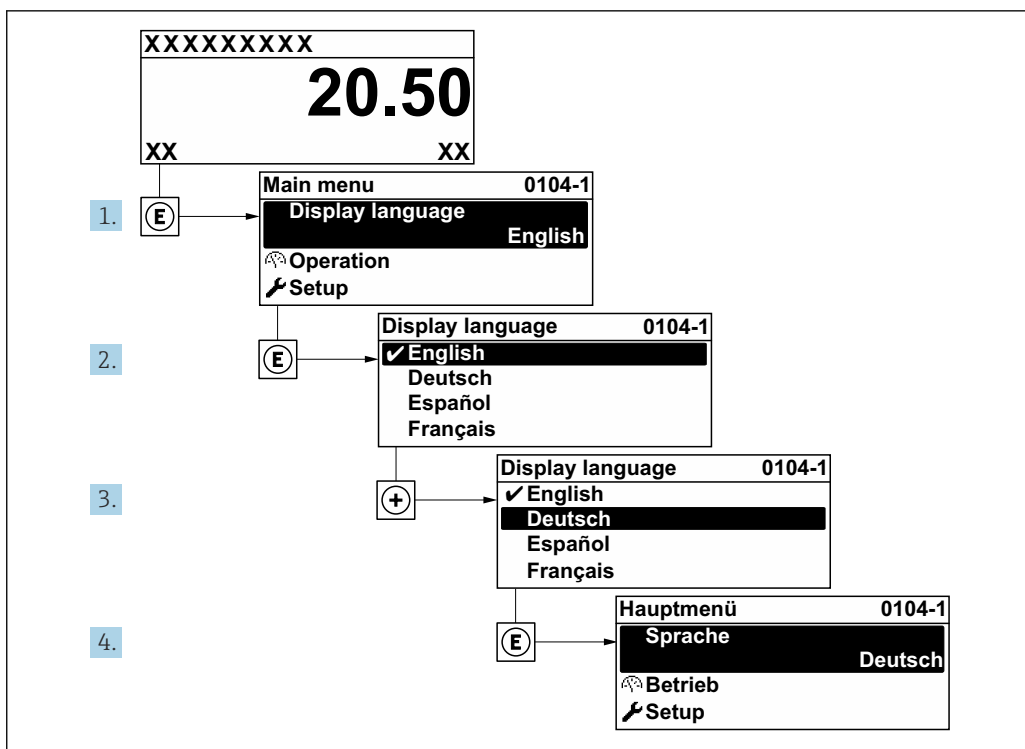 XXXXXXXXX
20.50
XX XX
1. E
Main menu 0104-1
Display language
English
Operation
Setup
2. E
Display language 0104-1
✔English
Deutsch
Español
Français
3. +
Display language 0104-1
✔English
Deutsch
Español
Français
4. E
Hauptmenü 0104-1
Sprache
Deutsch
Betrieb
Setup